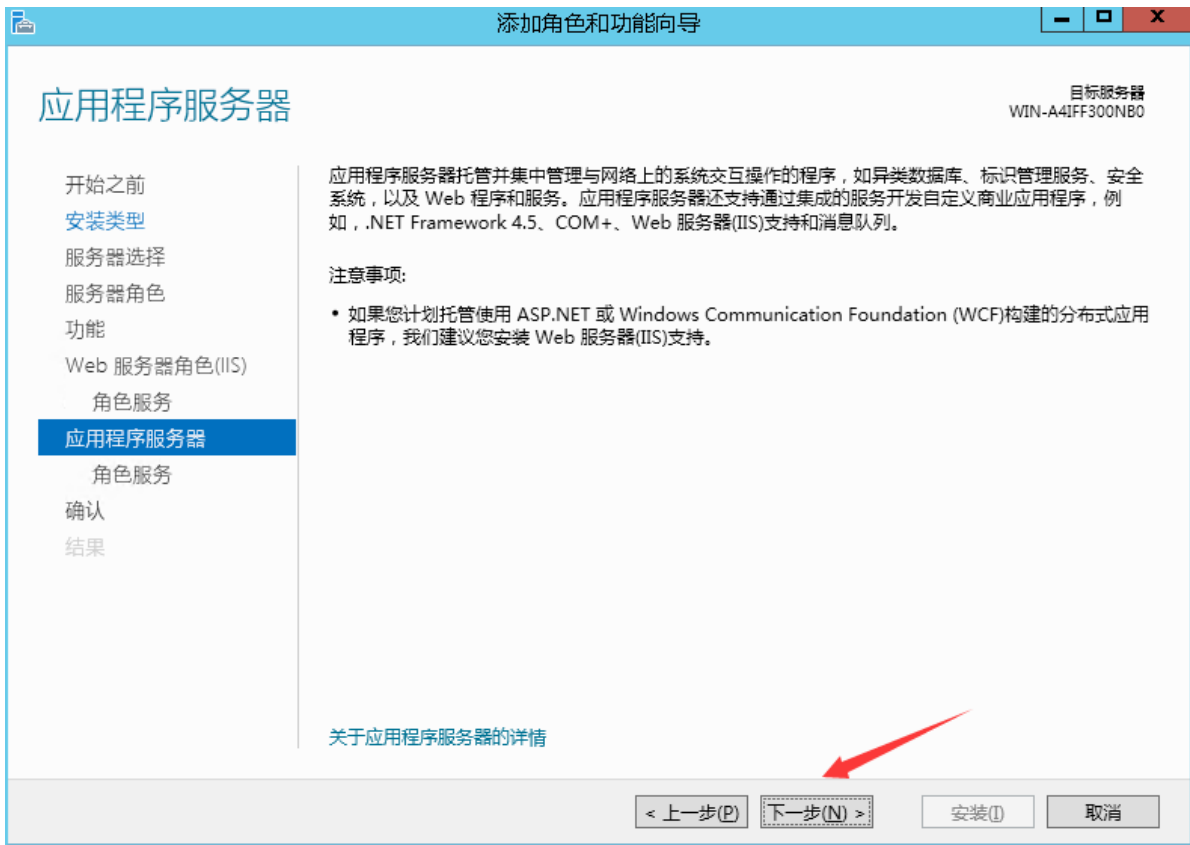 添加角色和功能向导
应用程序服务器
目标服务器
WIN-A4IFF300NB0
开始之前
安装类型
服务器选择
服务器角色
功能
Web 服务器角色(IIS)
角色服务
应用程序服务器
角色服务
确认
结果
应用程序服务器托管并集中管理与网络上的系统交互操作的程序，如异类数据库、标识管理服务、安全
系统，以及 Web 程序和服务。应用程序服务器还支持通过集成的服务开发自定义商业应用程序，例
如，.NET Framework 4.5、COM+、Web 服务器(IIS)支持和消息队列。
注意事项:
• 如果您计划托管使用 ASP.NET 或 Windows Communication Foundation (WCF)构建的分布式应用
程序，我们建议您安装 Web 服务器(IIS)支持。
关于应用程序服务器的详情
< 上一步(P)
下一步(N) >
安装(I)
取消